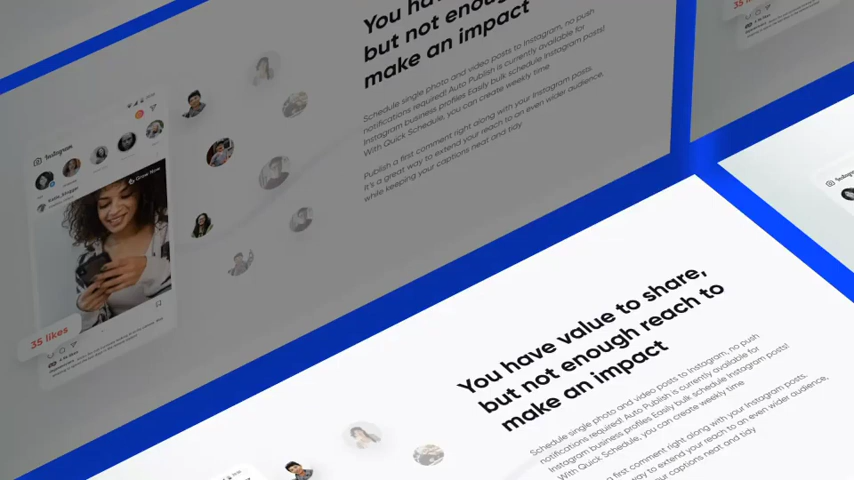 You have
but not enough
make an impact
Schedule single photo and video posts to Instagram, no push
notifications required! Auto Publish is currently available for
Instagram business profiles Easily bulk schedule Instagram posts!
With Quick Schedule, you can create weekly time
Publish a first comment right along with your Instagram posts.
It's a great way to extend your reach to an even wider audience,
while keeping your captions neat and tidy
Instagram
Grow Now
35 likes
You have value to share,
but not enough reach to
make an impact
Schedule single photo and video posts to Instagram, no push
notifications required! Auto Publish is currently available for
Instagram business profiles Easily bulk schedule Instagram posts!
With Quick Schedule, you can create weekly time
first comment right along with your Instagram posts.
way to extend your reach to an even wider audience,
your captions neat and tidy
35
Instagram